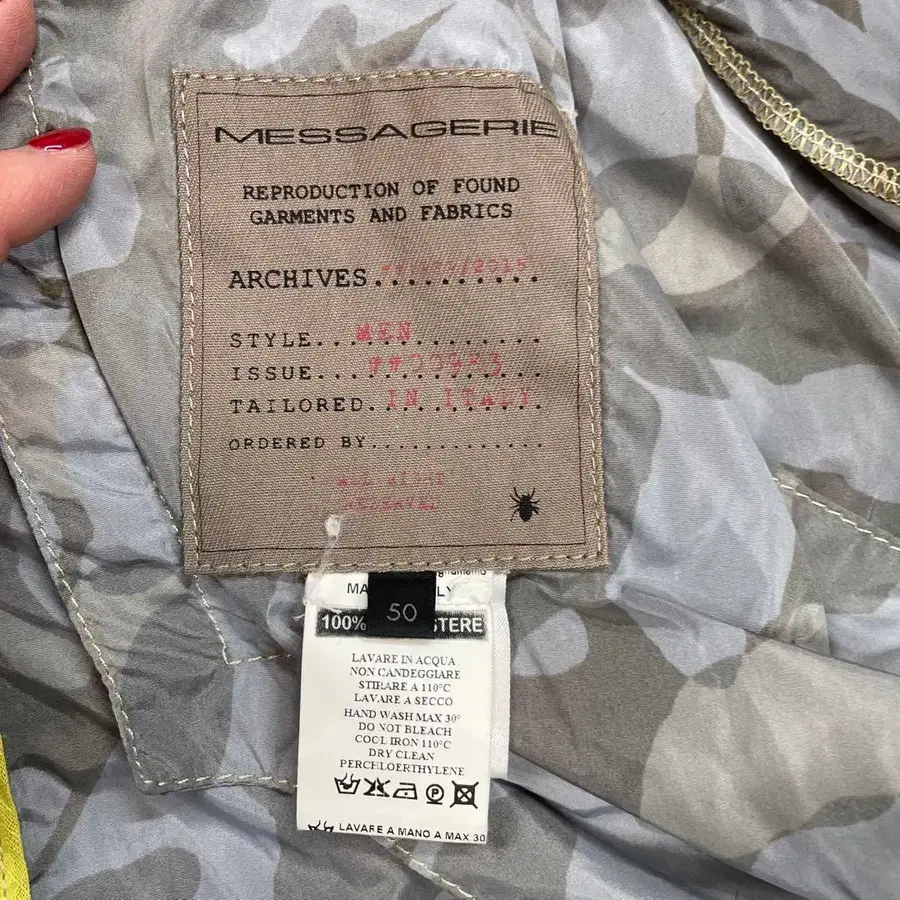 MESSAGERIE
REPRODUCTION OF FOUND
GARMENTS AND FABRICS
ARCHIVES..........
STYLE...MEN
ISSUE...
TAILORED.IN ITALY
ORDERED BY.............
50
100%
LAVARE IN ACQUA
NON CANDEGGIARE
STIRARE A 110°C
LAVARE A SECCO
HAND WASH MAX 30°
DO NOT BLEACH
COOL IRON 110°C
DRY CLEAN
PERCHLOERTHYLENE
P
LAVARE A MANO A MAX 30